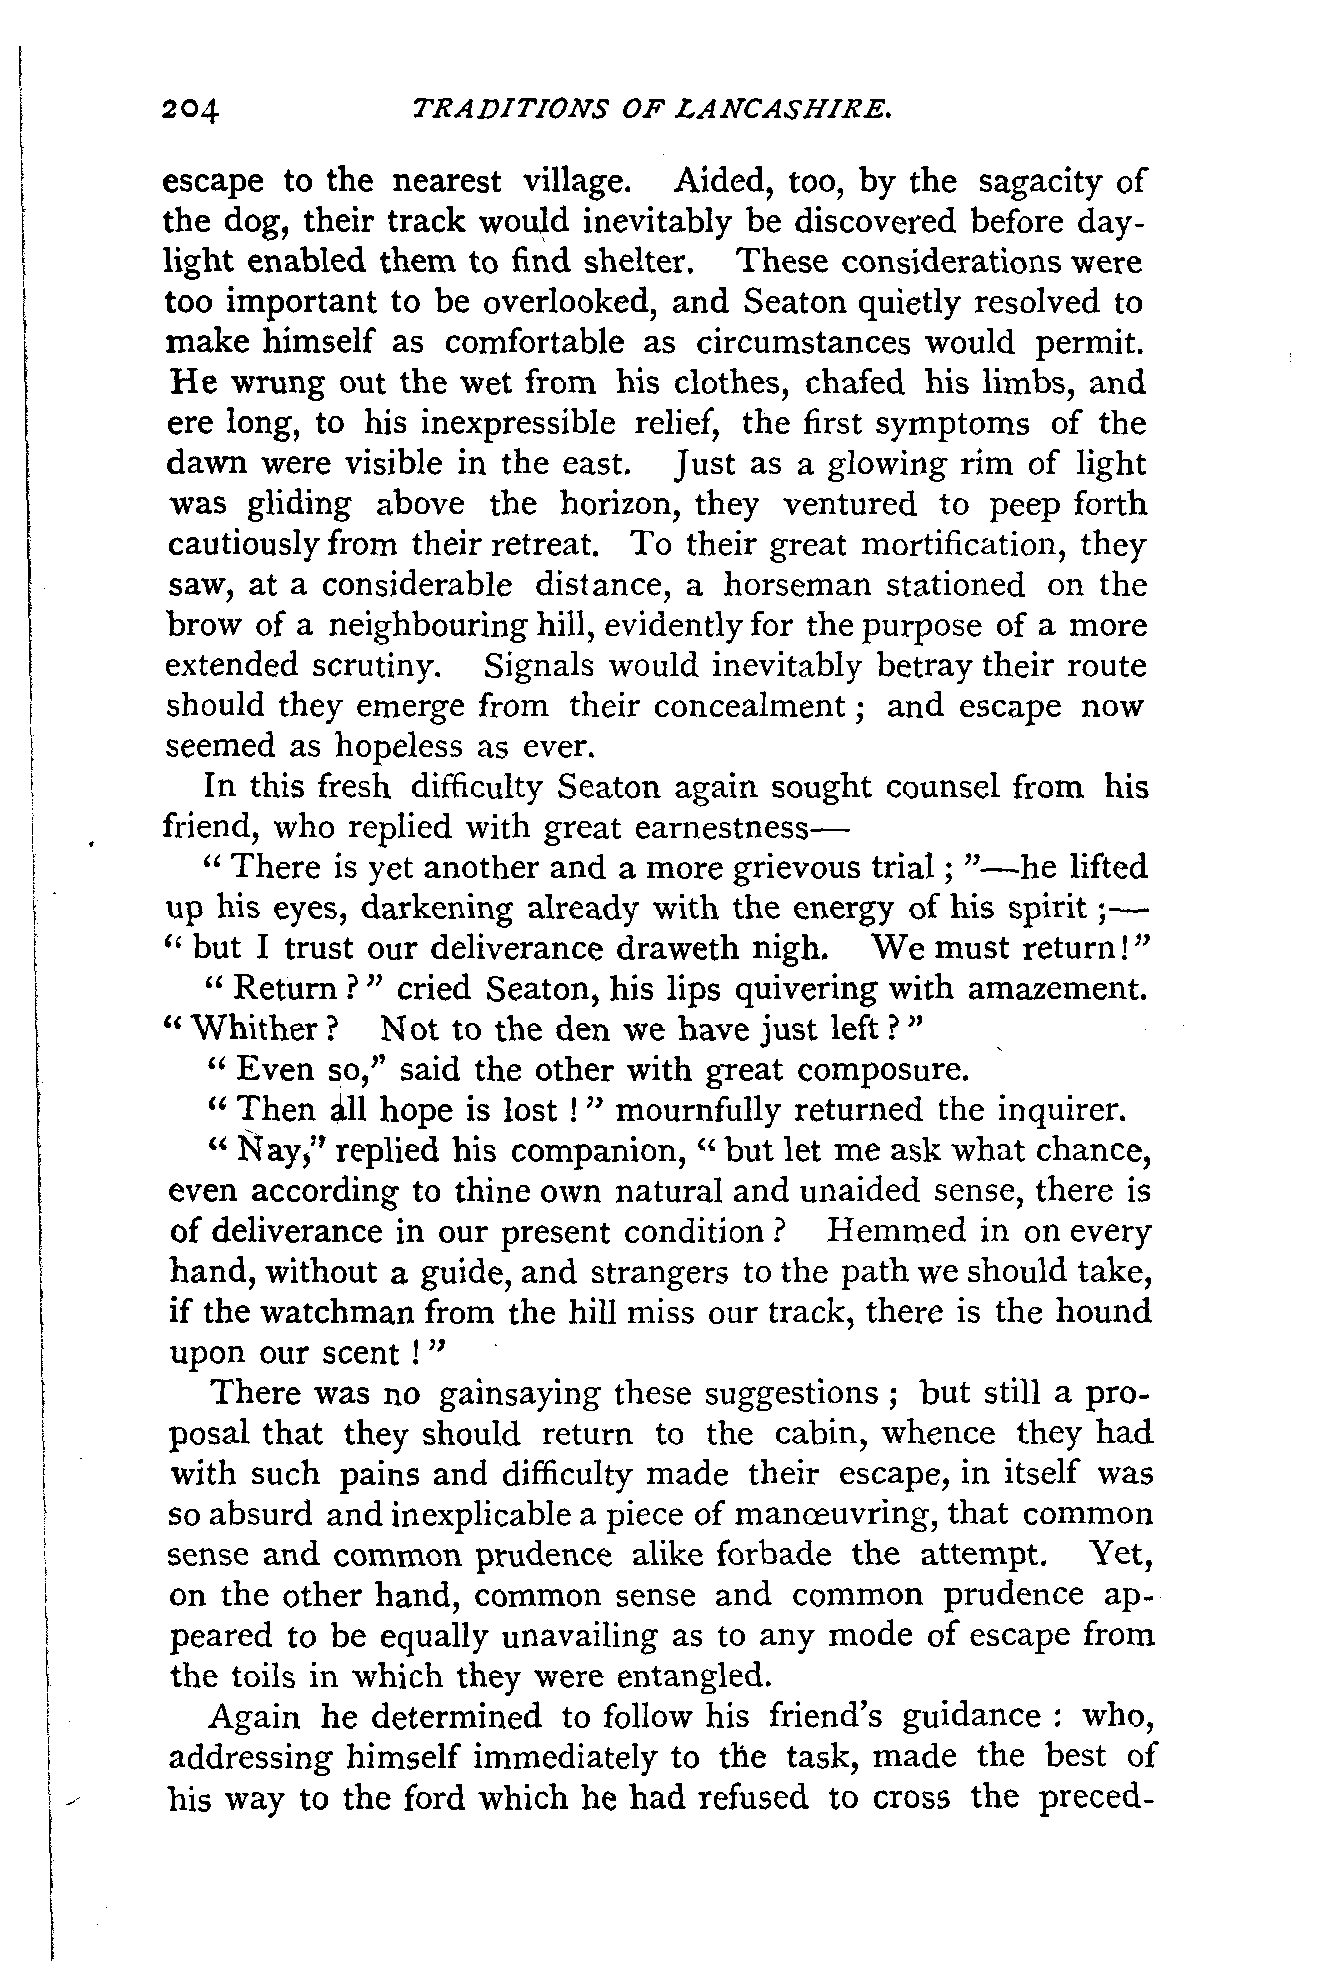 204 TRADITIONS OF LANCASHIRE.
escape to the nearest village. Aided, too, by the sagacity of
the dog, their track would inevitably be discovered before day-
light enabled them to find shelter. These considerations were
too important to be overlooked, and Seaton quietly resolved to
make himself as comfortable as circumstances would permit.
He wrung out the wet from his clothes, chafed his limbs, and
ere long, to his inexpressible relief, the first symptoms of the
dawn were visible in the east. Just as a glowing rim of light
was gliding above the horizon, they ventured to peep forth
cautiously from their retreat. To their great mortification, they
saw, at a considerable distance, a horseman stationed on the
brow of a neighbouring hill, evidently for the purpose of a more
extended scrutiny. Signals would inevitably betray their route
should they emerge from their concealment ; and escape now
seemed as hopeless as ever.
In this fresh difficulty Seaton again sought counsel from his
friend, who replied with great earnestness—
“ There is yet another and a more grievous trial ; ”—he lifted
up his eyes, darkening already with the energy of his spirit ;—
“ but I trust our deliverance draweth nigh. We must return!”
“ Return ? ” cried Seaton, his lips quivering with amazement.
“ Whither ? Not to the den we have just left ? ”
“ Even so,” said the other with great composure.
“ Then all hope is lost ! ” mournfully returned the inquirer.
“ Nay,” replied his companion, “ but let me ask what chance,
even according to thine own natural and unaided sense, there is
of deliverance in our present condition ? Hemmed in on every
hand, without a guide, and strangers to the path we should take,
if the watchman from the hill miss our track, there is the hound
upon our scent ! ”
There was no gainsaying these suggestions ; but still a pro-
posal that they should return to the cabin, whence they had
with such pains and difficulty made their escape, in itself was
so absurd and inexplicable a piece of manœuvring, that common
sense and common prudence alike forbade the attempt. Yet,
on the other hand, common sense and common prudence ap-
peared to be equally unavailing as to any mode of escape from
the toils in which they were entangled.
Again he determined to follow his friend’s guidance : who,
addressing himself immediately to the task, made the best of
his way to the ford which he had refused to cross the preced-